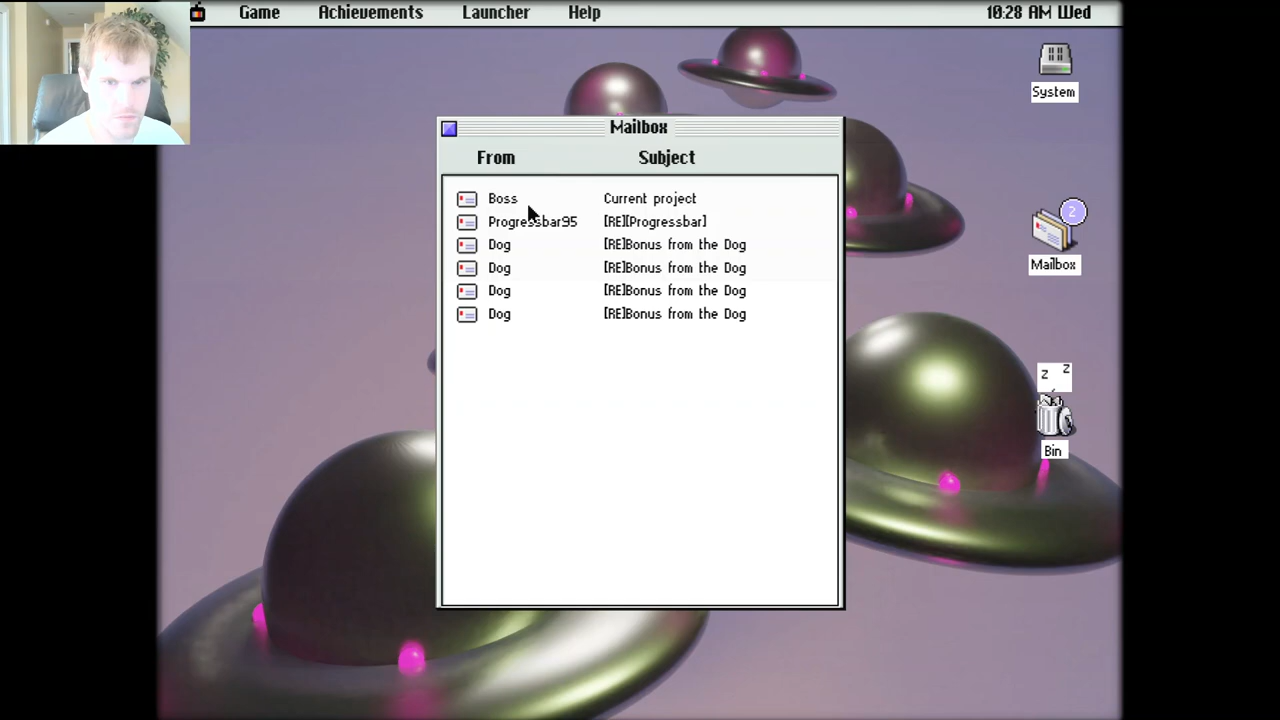 Game Achievements Launcher Help 10:28 AM Wed
System
Mailbox
From Subject
Boss Current project
Progressbar95 [RE][Progressbar]
Dog [RE]Bonus from the Dog
Dog [RE]Bonus from the Dog
Dog [RE]Bonus from the Dog
Dog [RE]Bonus from the Dog
2
Mailbox
z z
Bin